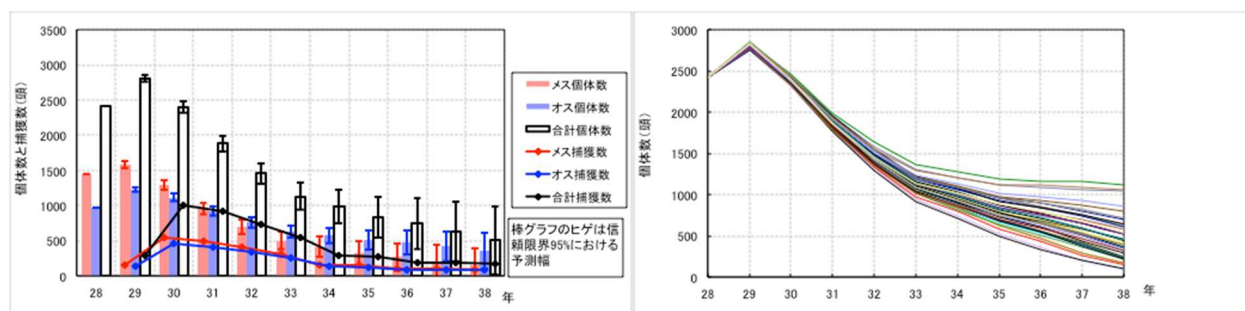 個体数と捕獲数(頭)
3500
3000
2500
2000
1500
1000
500
0
28 29 30 31 32 33 34 35 36 37 38 年
メス個体数
オス個体数
合計個体数
メス捕獲数
オス捕獲数
合計捕獲数
棒グラフのヒゲは信
頼限界95%における
予測幅
個体数(頭)
3000
2500
2000
1500
1000
500
0
28 29 30 31 32 33 34 35 36 37 38 年